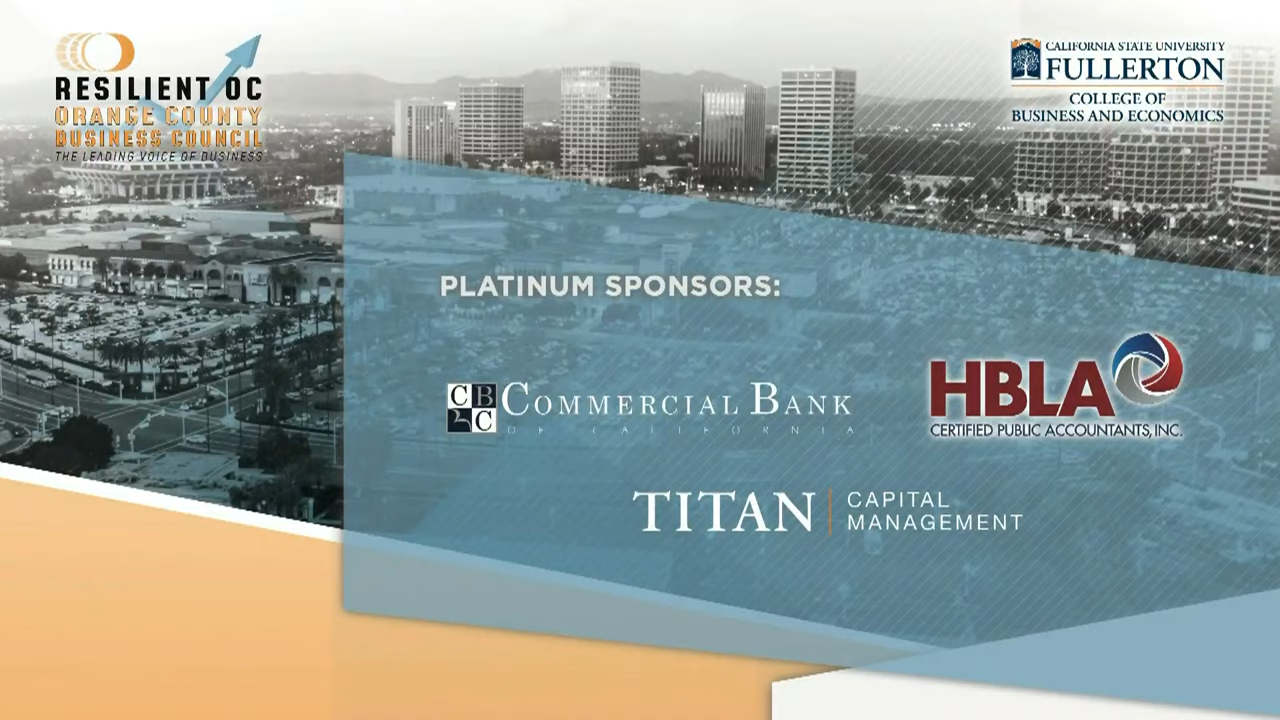 RESILIENT OC
ORANGE COUNTY
BUSINESS COUNCIL
THE LEADING VOICE OF BUSINESS
CALIFORNIA STATE UNIVERSITY
FULLERTON
COLLEGE OF
BUSINESS AND ECONOMICS
PLATINUM SPONSORS:
CBC
COMMERCIAL BANK
OF CALIFORNIA
HBLA
CERTIFIED PUBLIC ACCOUNTANTS, INC.
TITAN
CAPITAL
MANAGEMENT